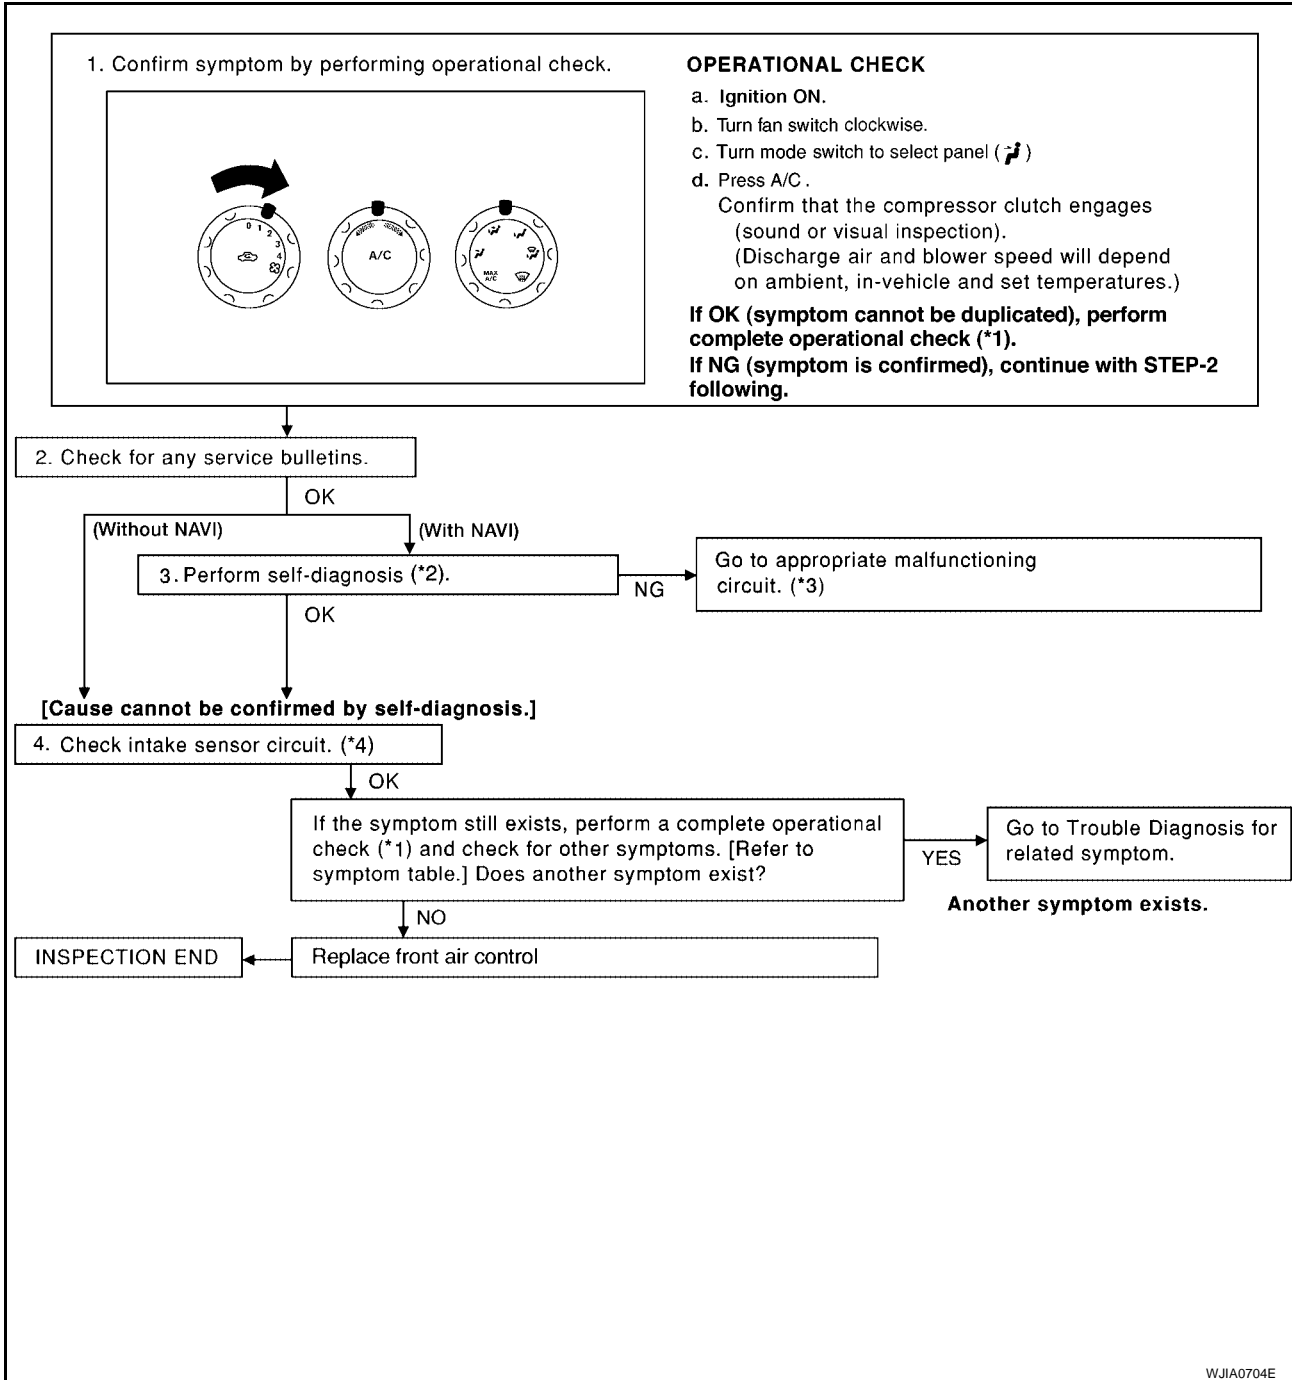 1. Confirm symptom by performing operational check.
0 1 2 3 4
A/C
MAX A/C
OPERATIONAL CHECK
a. Ignition ON.
b. Turn fan switch clockwise.
c. Turn mode switch to select panel ( )
d. Press A/C .
Confirm that the compressor clutch engages
(sound or visual inspection).
(Discharge air and blower speed will depend
on ambient, in-vehicle and set temperatures.)
If OK (symptom cannot be duplicated), perform
complete operational check (*1).
If NG (symptom is confirmed), continue with STEP-2
following.
2. Check for any service bulletins.
OK
(Without NAVI)
(With NAVI)
3. Perform self-diagnosis (*2).
NG
Go to appropriate malfunctioning
circuit. (*3)
OK
[Cause cannot be confirmed by self-diagnosis.]
4. Check intake sensor circuit. (*4)
OK
If the symptom still exists, perform a complete operational
check (*1) and check for other symptoms. [Refer to
symptom table.] Does another symptom exist?
YES
Go to Trouble Diagnosis for
related symptom.
Another symptom exists.
NO
INSPECTION END
Replace front air control
WJIA0704E